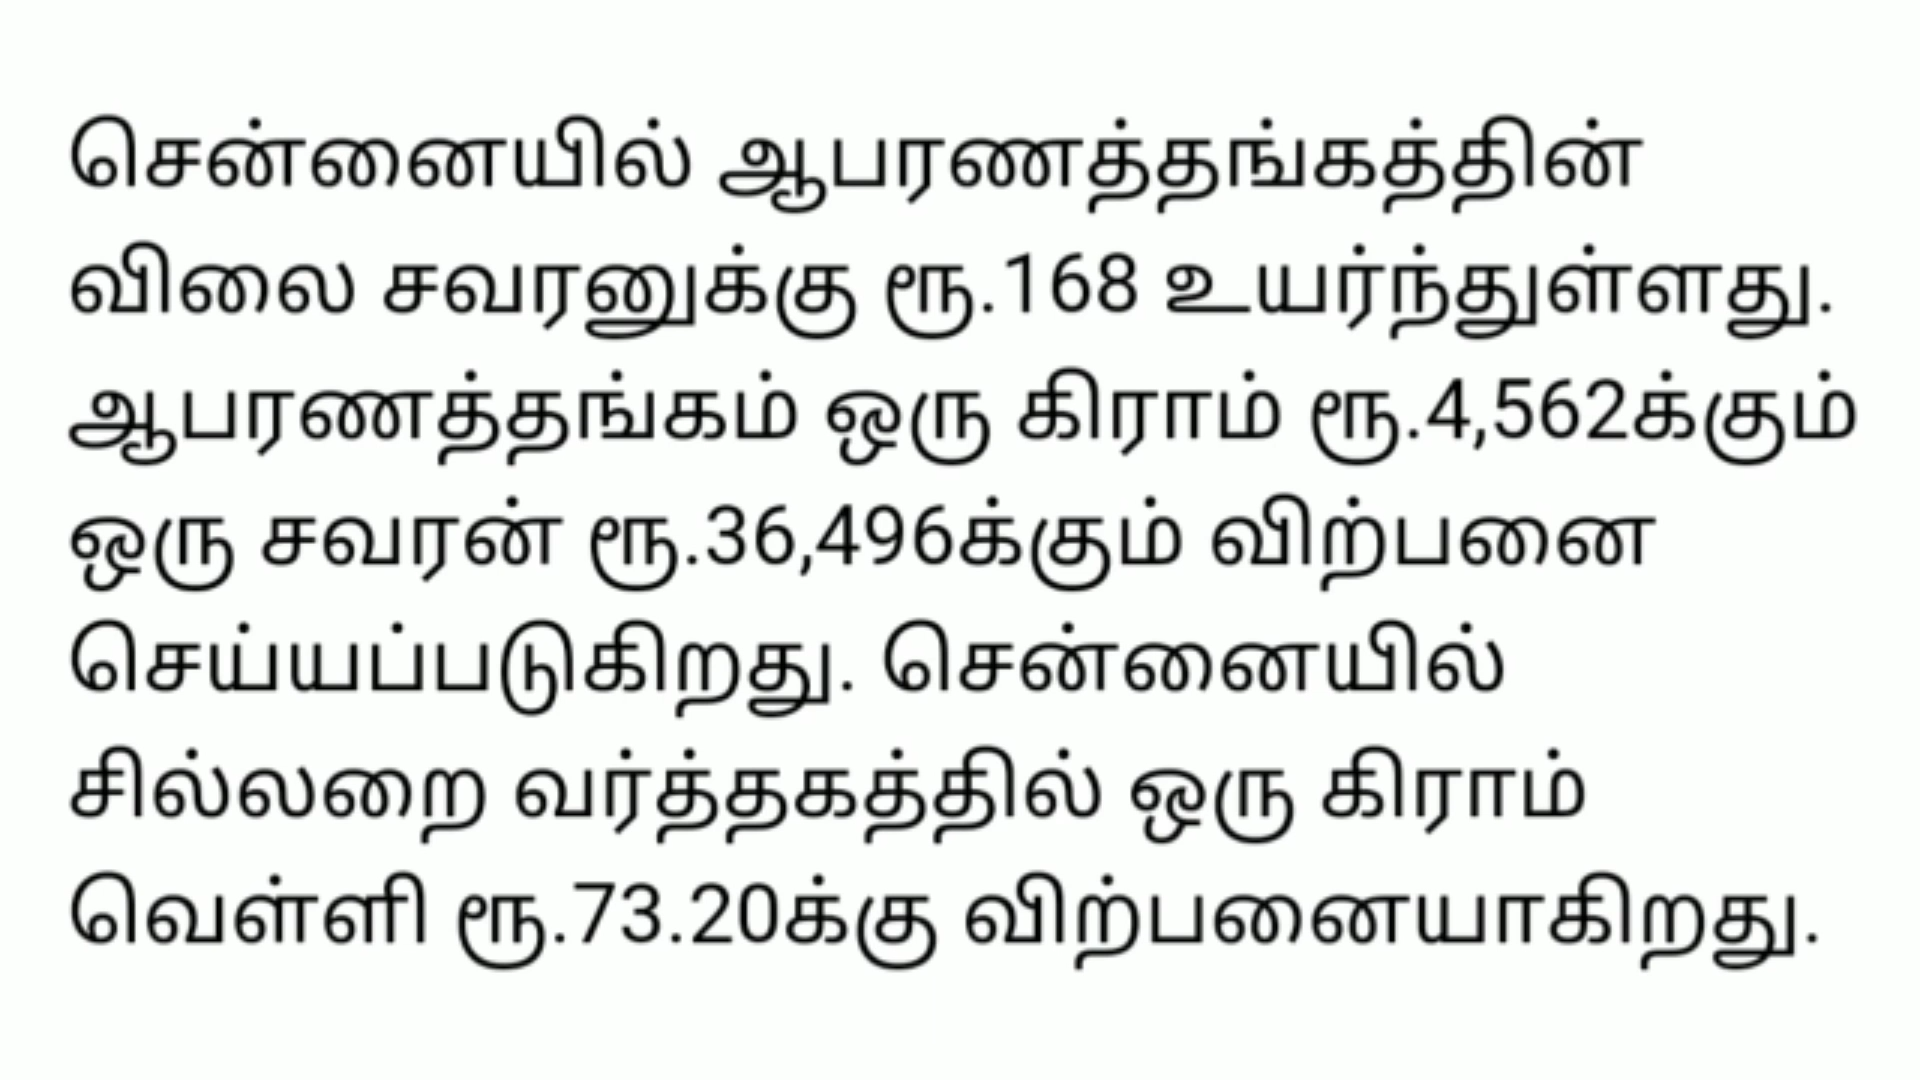 சென்னையில் ஆபரணத்தங்கத்தின்
விலை சவரனுக்கு ரூ.168 உயர்ந்துள்ளது.
ஆபரணத்தங்கம் ஒரு கிராம் ரூ.4,562க்கும்
ஒரு சவரன் ரூ.36,496க்கும் விற்பனை
செய்யப்படுகிறது. சென்னையில்
சில்லறை வர்த்தகத்தில் ஒரு கிராம்
வெள்ளி ரூ.73.20க்கு விற்பனையாகிறது.